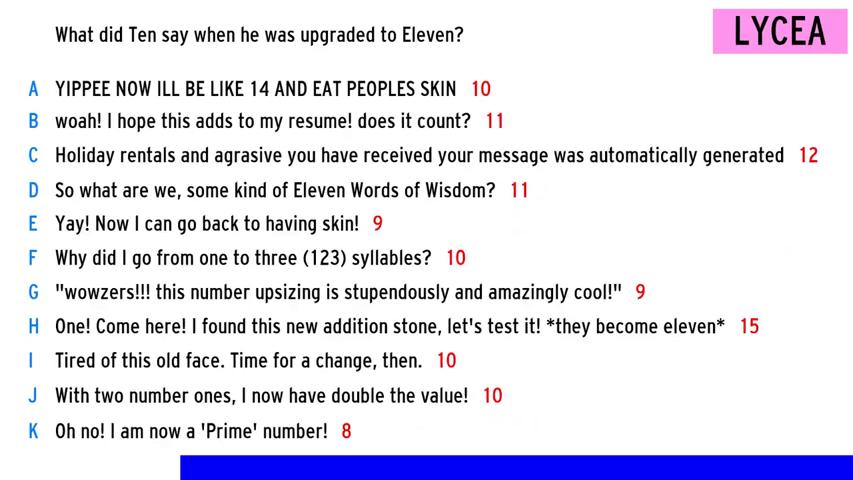 What did Ten say when he was upgraded to Eleven?
LYCEA
A YIPPEE NOW ILL BE LIKE 14 AND EAT PEOPLES SKIN 10
B woah! I hope this adds to my resume! does it count? 11
C Holiday rentals and agrasive you have received your message was automatically generated 12
D So what are we, some kind of Eleven Words of Wisdom? 11
E Yay! Now I can go back to having skin! 9
F Why did I go from one to three (123) syllables? 10
G "wowzers!!! this number upsizing is stupendously and amazingly cool!" 9
H One! Come here! I found this new addition stone, let's test it! *they become eleven* 15
I Tired of this old face. Time for a change, then. 10
J With two number ones, I now have double the value! 10
K Oh no! I am now a 'Prime' number! 8